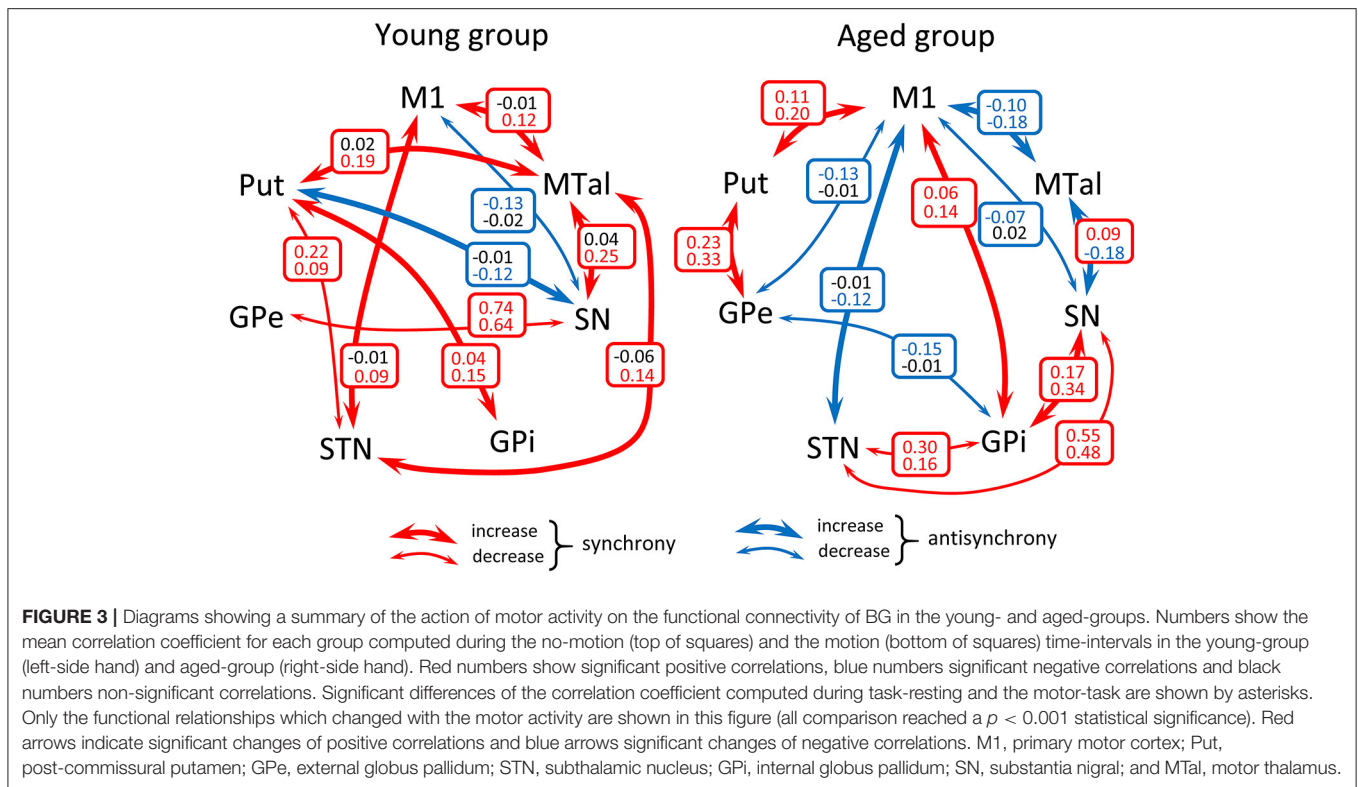 Young group
Aged group
M1
-0.01
0.12
0.02
0.19
Put
MTal
-0.13
-0.02
0.04
0.25
0.22
0.09
-0.01
-0.12
GPe
0.74
0.64
SN
-0.01
0.09
0.04
0.15
-0.06
0.14
STN
GPi
0.11
0.20
M1
-0.10
-0.18
Put
-0.13
-0.01
0.06
0.14
MTal
-0.07
0.02
0.23
0.33
0.09
-0.18
-0.01
-0.12
GPe
SN
-0.15
-0.01
0.17
0.34
STN
0.30
0.16
GPi
0.55
0.48
increase
decrease
synchrony
increase
decrease
antisynchrony
FIGURE 3 | Diagrams showing a summary of the action of motor activity on the functional connectivity of BG in the young- and aged-groups. Numbers show the
mean correlation coefficient for each group computed during the no-motion (top of squares) and the motion (bottom of squares) time-intervals in the young-group
(left-side hand) and aged-group (right-side hand). Red numbers show significant positive correlations, blue numbers significant negative correlations and black
numbers non-significant correlations. Significant differences of the correlation coefficient computed during task-resting and the motor-task are shown by asterisks.
Only the functional relationships which changed with the motor activity are shown in this figure (all comparison reached a p < 0.001 statistical significance). Red
arrows indicate significant changes of positive correlations and blue arrows significant changes of negative correlations. M1, primary motor cortex; Put,
post-commissural putamen; GPe, external globus pallidum; STN, subthalamic nucleus; GPi, internal globus pallidum; SN, substantia nigral; and MTal, motor thalamus.